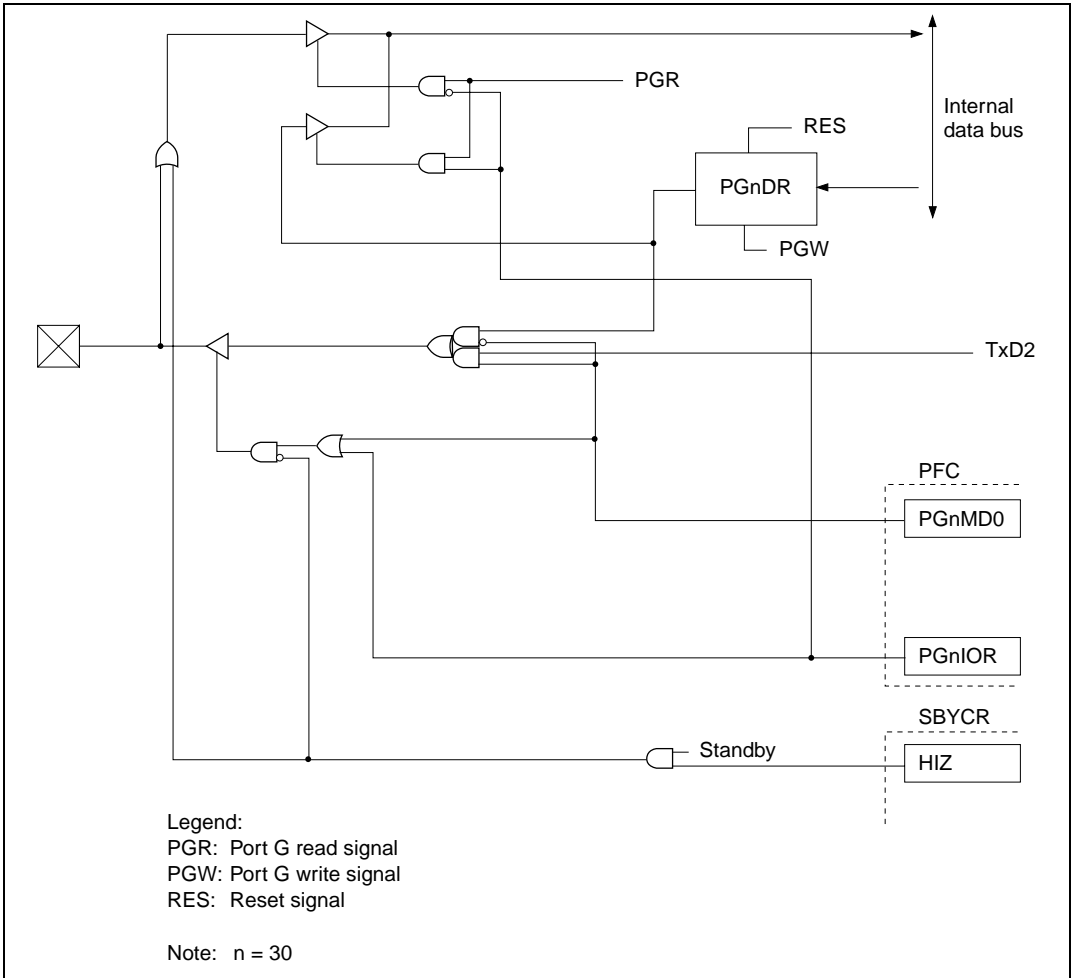 PGR
Internal
data bus
RES
PGnDR
PGW
TxD2
PFC
PGnMD0
PGnIOR
SBYCR
Standby
HIZ
Legend:
PGR: Port G read signal
PGW: Port G write signal
RES: Reset signal
Note: n = 30